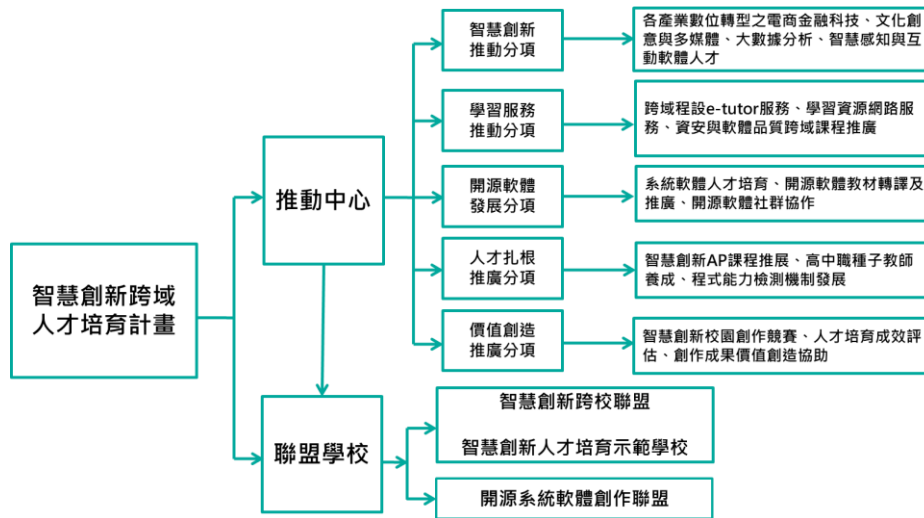 智慧創新跨域
人才培育計畫
推動中心
智慧創新
推動分項
各產業數位轉型之電商金融科技、文化創
意與多媒體、大數據分析、智慧感知與互
動軟體人才
學習服務
推動分項
跨域程設e-tutor服務、學習資源網路服
務、資安與軟體品質跨域課程推廣
開源軟體
發展分項
系統軟體人才培育、開源軟體教材轉譯及
推廣、開源軟體社群協作
人才扎根
推廣分項
智慧創新AP課程推展、高中職種子教師
養成、程式能力檢測機制發展
價值創造
推廣分項
智慧創新校園創作競賽、人才培育成效評
估、創作成果價值創造協助
聯盟學校
智慧創新跨校聯盟
智慧創新人才培育示範學校
開源系統軟體創作聯盟